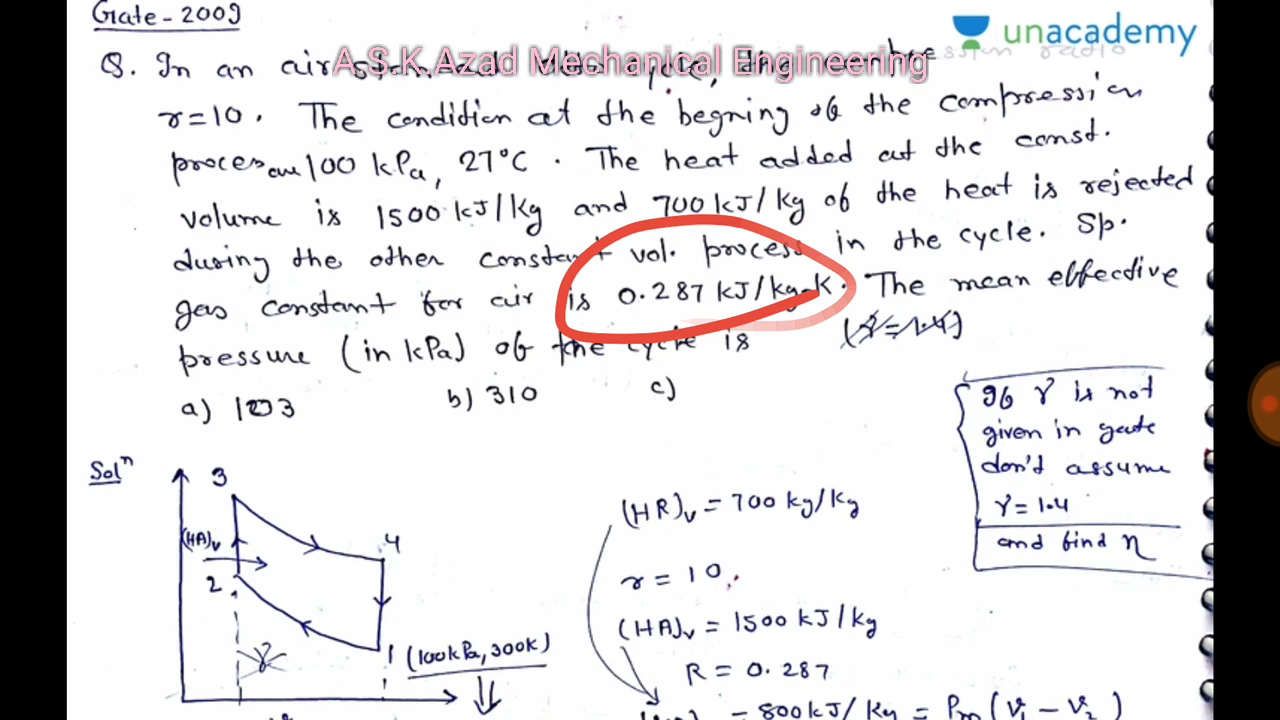 Gate - 2009
unacademy
A.S.K.Azad Mechanical Engineering
Q. In an air standard otto cycle, the
r = 10. The condition at the begning of the compression
process are 100 kPa, 27°C. The heat added at the const.
volume is 1500 kJ/kg and 700 kJ/kg of the heat is rejected
during the other constant vol. process in the cycle. Sp.
gas constant for air is 0.287 kJ/kg-K. The mean effective
pressure (in kPa) of the cycle is
a) 103 b) 310 c)
Solⁿ
3
(HA)v
4
2
1 (100kPa, 300k)
(HR)v = 700 kg/kg
r = 10
(HA)v = 1500 kJ/kg
R = 0.287
= 800 kJ/kg = Pm (V₁ - V₂)
If γ is not
given in gate
don't assume
γ = 1.4
and find η